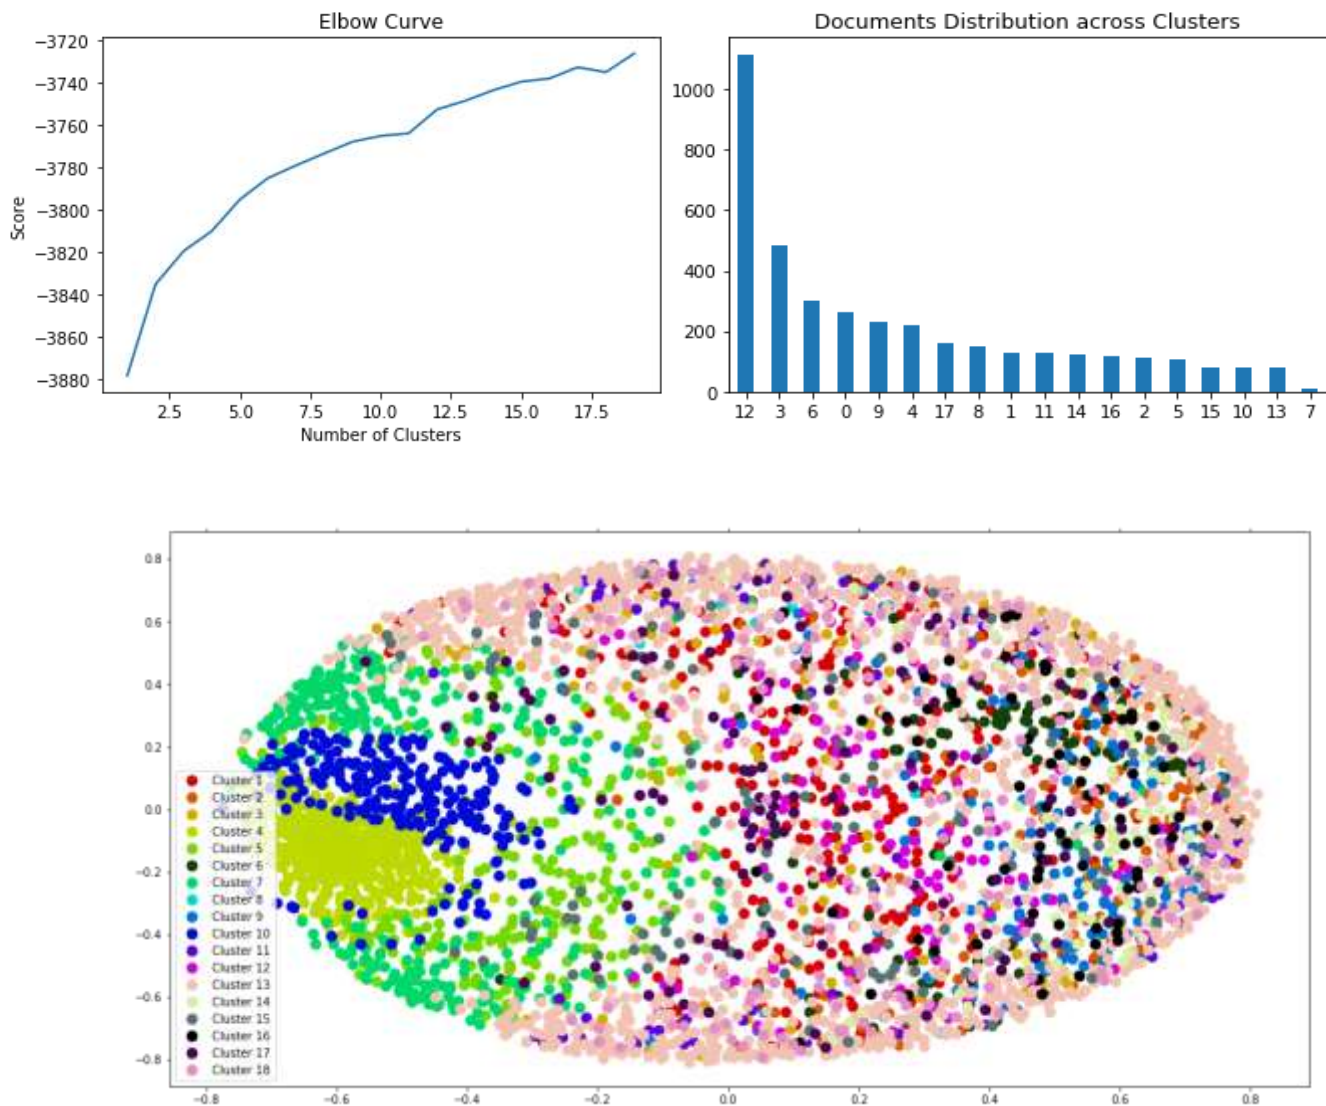 Elbow Curve
−3720
−3740
−3760
−3780
−3800
−3820
−3840
−3860
−3880
Score
2.5 5.0 7.5 10.0 12.5 15.0 17.5
Number of Clusters
Documents Distribution across Clusters
1000
800
600
400
200
0
12 3 6 0 9 4 17 8 1 11 14 16 2 5 15 10 13 7
0.8
0.6
0.4
0.2
0.0
−0.2
−0.4
−0.6
−0.8
Cluster 1
Cluster 2
Cluster 3
Cluster 4
Cluster 5
Cluster 6
Cluster 7
Cluster 8
Cluster 9
Cluster 10
Cluster 11
Cluster 12
Cluster 13
Cluster 14
Cluster 15
Cluster 16
Cluster 17
Cluster 18
−0.8 −0.6 −0.4 −0.2 0.0 0.2 0.4 0.6 0.8